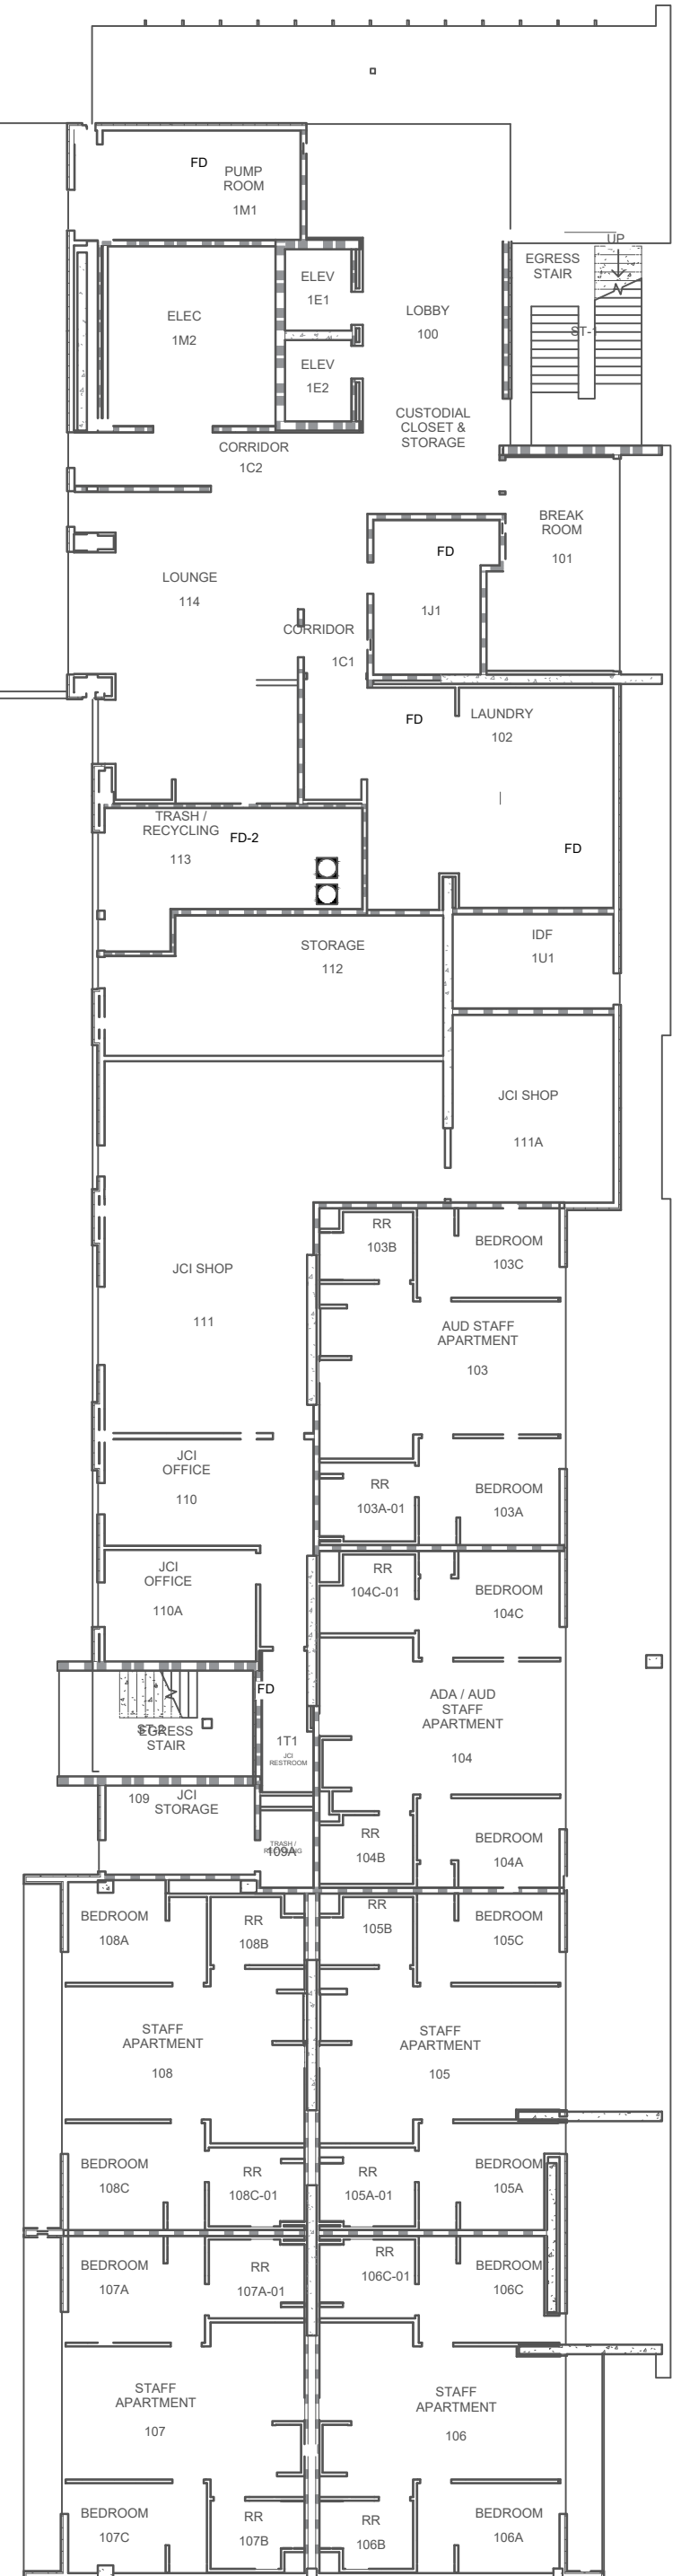 FD
PUMP
ROOM
1M1
UP
EGRESS
STAIR
ST-1
ELEV
1E1
ELEC
1M2
LOBBY
100
ELEV
1E2
CUSTODIAL
CLOSET &
STORAGE
CORRIDOR
1C2
BREAK
ROOM
101
FD
1J1
LOUNGE
114
CORRIDOR
1C1
FD
LAUNDRY
102
TRASH /
RECYCLING
113
FD-2
FD
STORAGE
112
IDF
1U1
JCI SHOP
111A
RR
103B
BEDROOM
103C
JCI SHOP
111
AUD STAFF
APARTMENT
103
JCI
OFFICE
110
RR
103A-01
BEDROOM
103A
JCI
OFFICE
110A
RR
104C-01
BEDROOM
104C
FD
ADA / AUD
STAFF
APARTMENT
104
ST-2
EGRESS
STAIR
1T1
JCI
RESTROOM
109
JCI
STORAGE
TRASH /
RECYCLING
109A
RR
104B
BEDROOM
104A
BEDROOM
108A
RR
108B
RR
105B
BEDROOM
105C
STAFF
APARTMENT
108
STAFF
APARTMENT
105
BEDROOM
108C
RR
108C-01
RR
105A-01
BEDROOM
105A
BEDROOM
107A
RR
107A-01
RR
106C-01
BEDROOM
106C
STAFF
APARTMENT
107
STAFF
APARTMENT
106
BEDROOM
107C
RR
107B
RR
106B
BEDROOM
106A